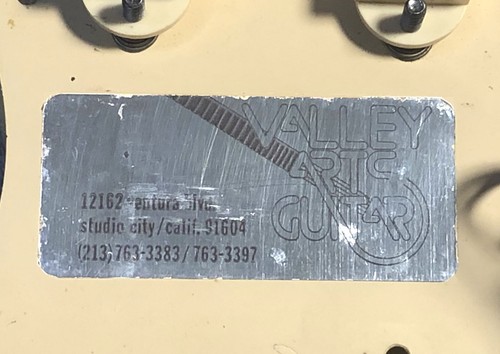 VALLEY
ARTS
GUITAR
12162 Ventura Blvd.
studio city/calif. 91604
(213) 763-3383 / 763-3397